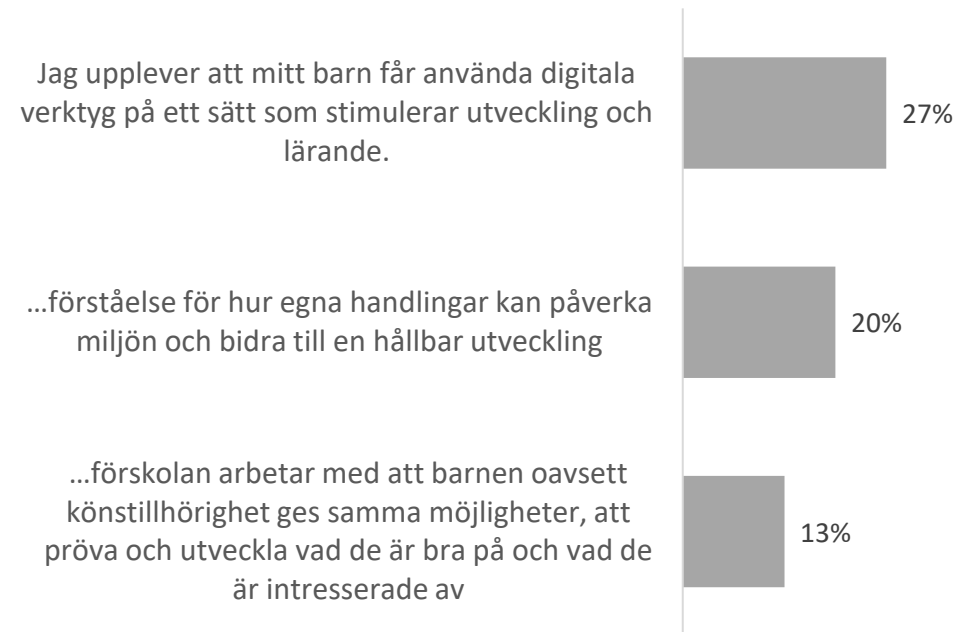 Jag upplever att mitt barn får använda digitala
verktyg på ett sätt som stimulerar utveckling och
lärande.
27%
...förståelse för hur egna handlingar kan påverka
miljön och bidra till en hållbar utveckling
20%
...förskolan arbetar med att barnen oavsett
könstillhörighet ges samma möjligheter, att
pröva och utveckla vad de är bra på och vad de
är intresserade av
13%